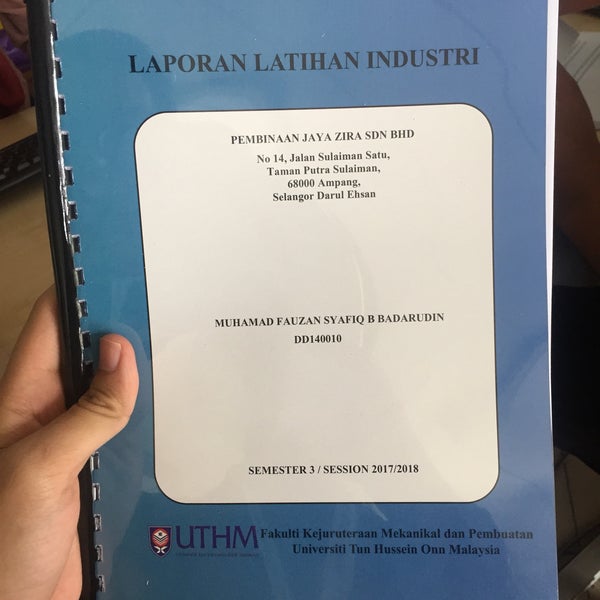 LAPORAN LATIHAN INDUSTRI
PEMBINAAN JAYA ZIRA SDN BHD
No 14, Jalan Sulaiman Satu,
Taman Putra Sulaiman,
68000 Ampang,
Selangor Darul Ehsan
MUHAMAD FAUZAN SYAFIQ B BADARUDIN
DD140010
SEMESTER 3 / SESSION 2017/2018
UTHM
Fakulti Kejuruteraan Mekanikal dan Pembuatan
Universiti Tun Hussein Onn Malaysia